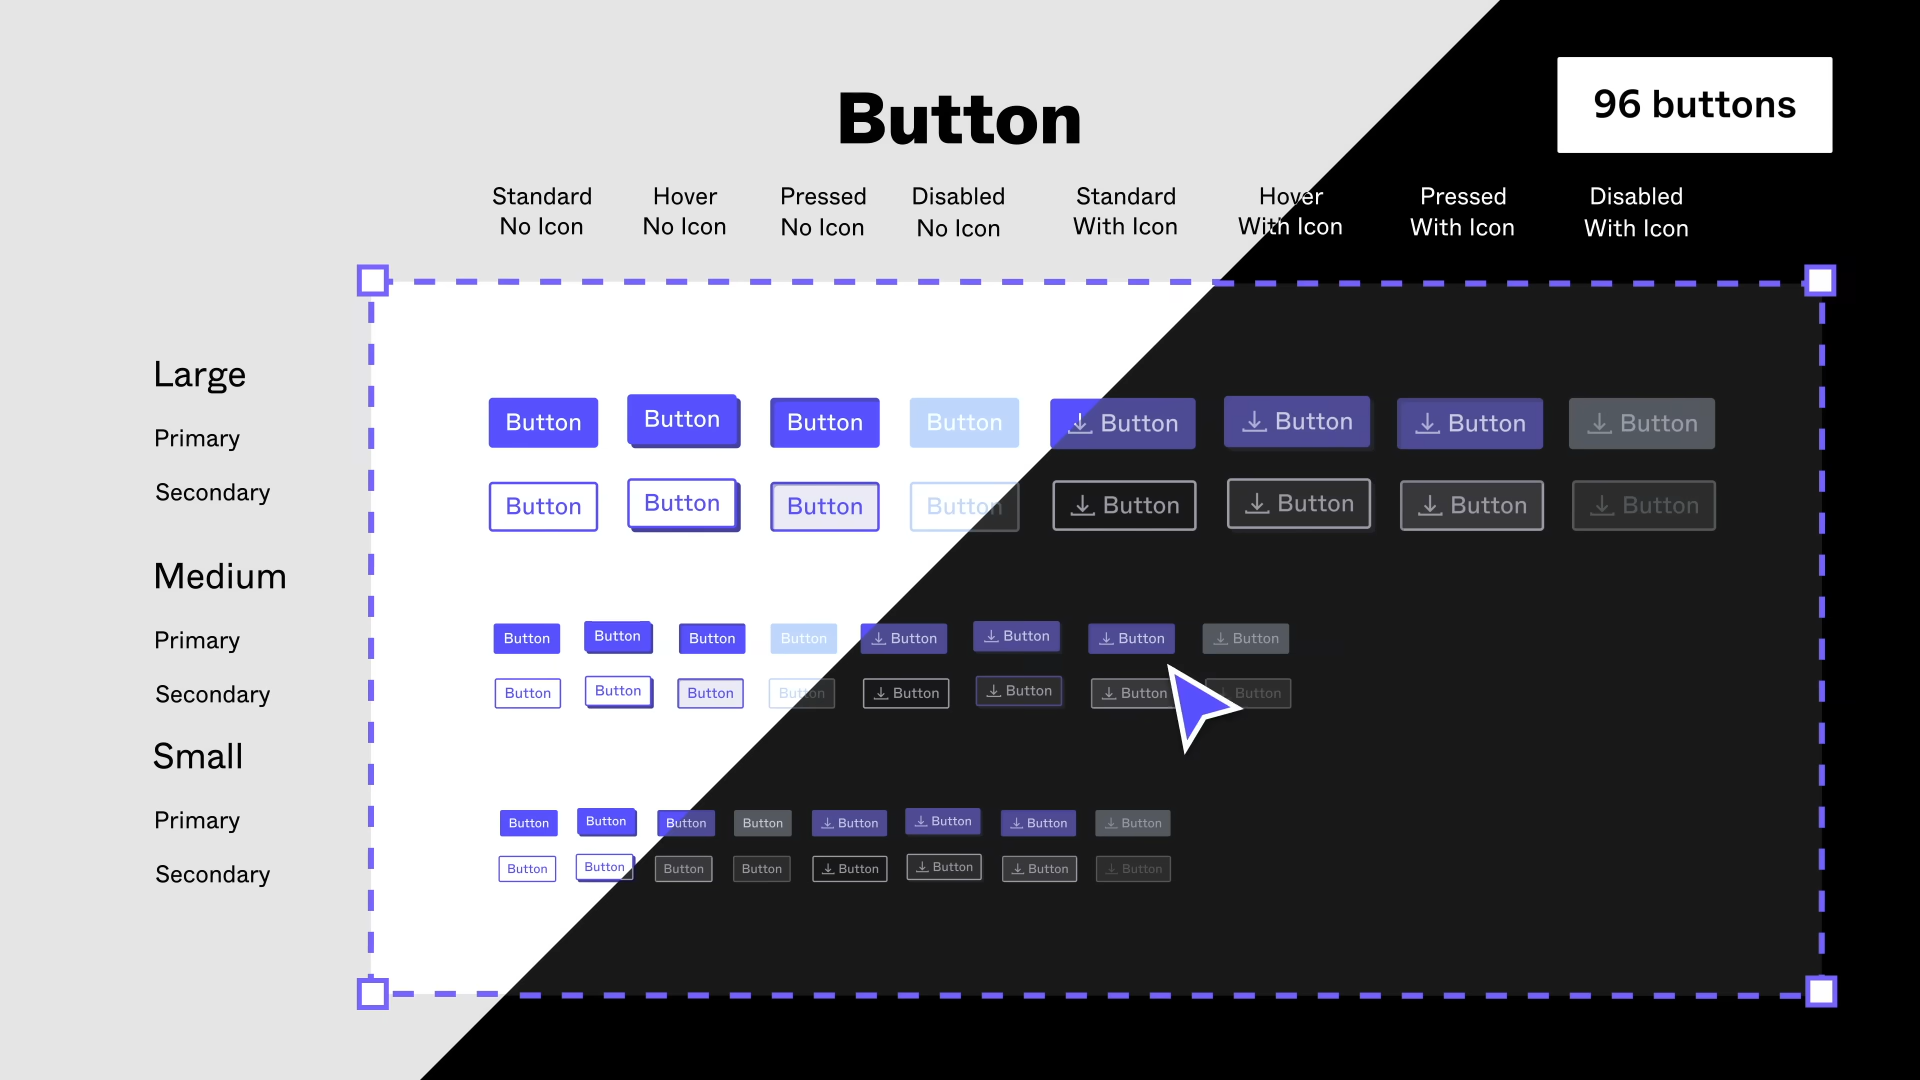 Button
96 buttons
Standard No Icon
Hover No Icon
Pressed No Icon
Disabled No Icon
Standard With Icon
Hover With Icon
Pressed With Icon
Disabled With Icon
Large
Primary
Button Button Button Button Button Button Button Button
Secondary
Button Button Button Button Button Button Button Button
Medium
Primary
Button Button Button Button Button Button Button Button
Secondary
Button Button Button Button Button Button Button Button
Small
Primary
Button Button Button Button Button Button Button Button
Secondary
Button Button Button Button Button Button Button Button